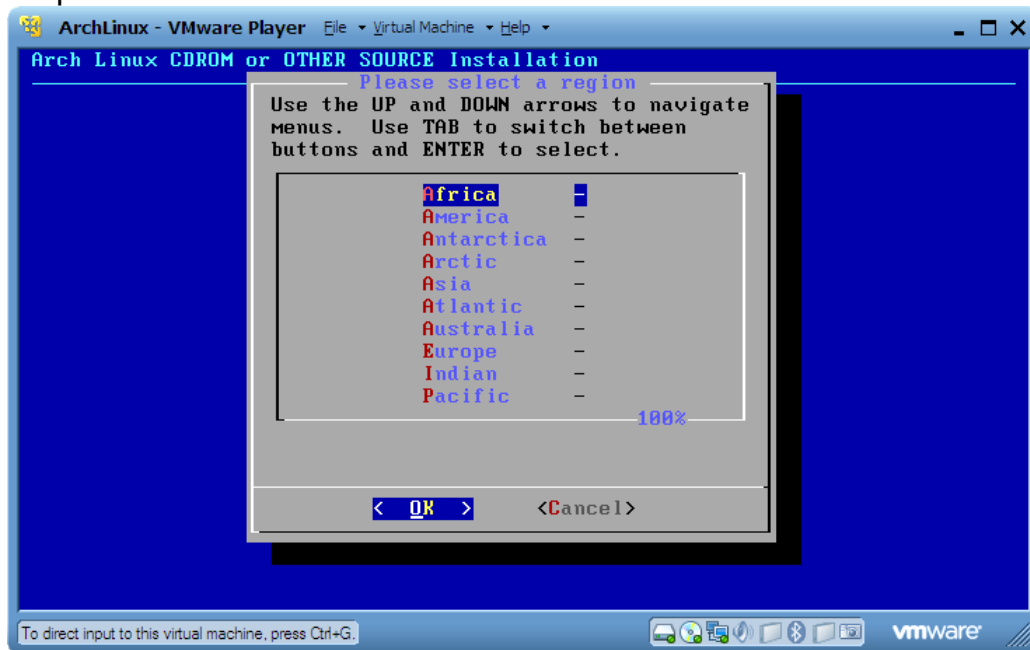 ArchLinux - VMware Player File Virtual Machine Help
Arch Linux CDROM or OTHER SOURCE Installation
Please select a region
Use the UP and DOWN arrows to navigate
menus. Use TAB to switch between
buttons and ENTER to select.
Africa -
America -
Antarctica -
Arctic -
Asia -
Atlantic -
Australia -
Europe -
Indian -
Pacific -
100%
< OK > <Cancel>
To direct input to this virtual machine, press Ctrl+G. vmware